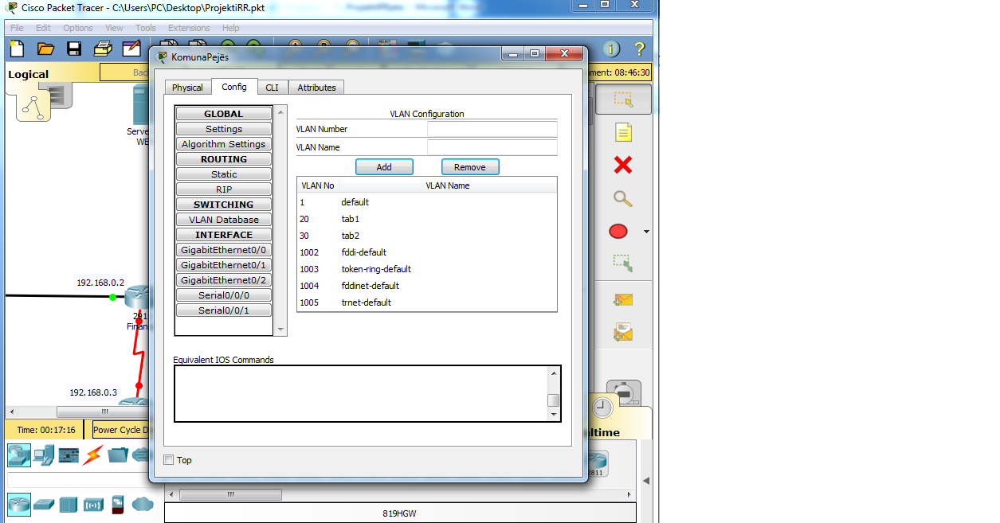 Cisco Packet Tracer - C:\Users\PC\Desktop\ProjektiRR.pkt
File Edit Options View Tools Extensions Help
KomunaPejës
Logical
Bac
ment: 08:46:30
Physical Config CLI Attributes
GLOBAL
Settings
Algorithm Settings
ROUTING
Static
RIP
SWITCHING
VLAN Database
INTERFACE
GigabitEthernet0/0
GigabitEthernet0/1
GigabitEthernet0/2
Serial0/0/0
Serial0/0/1
VLAN Configuration
VLAN Number
VLAN Name
Add Remove
VLAN No VLAN Name
1 default
20 tab1
30 tab2
1002 fddi-default
1003 token-ring-default
1004 fddinet-default
1005 trnet-default
Equivalent IOS Commands
Top
Serve
WE
192.168.0.2
291
Finan
192.168.0.3
Time: 00:17:16 Power Cycle D
ltime
2811
819HGW